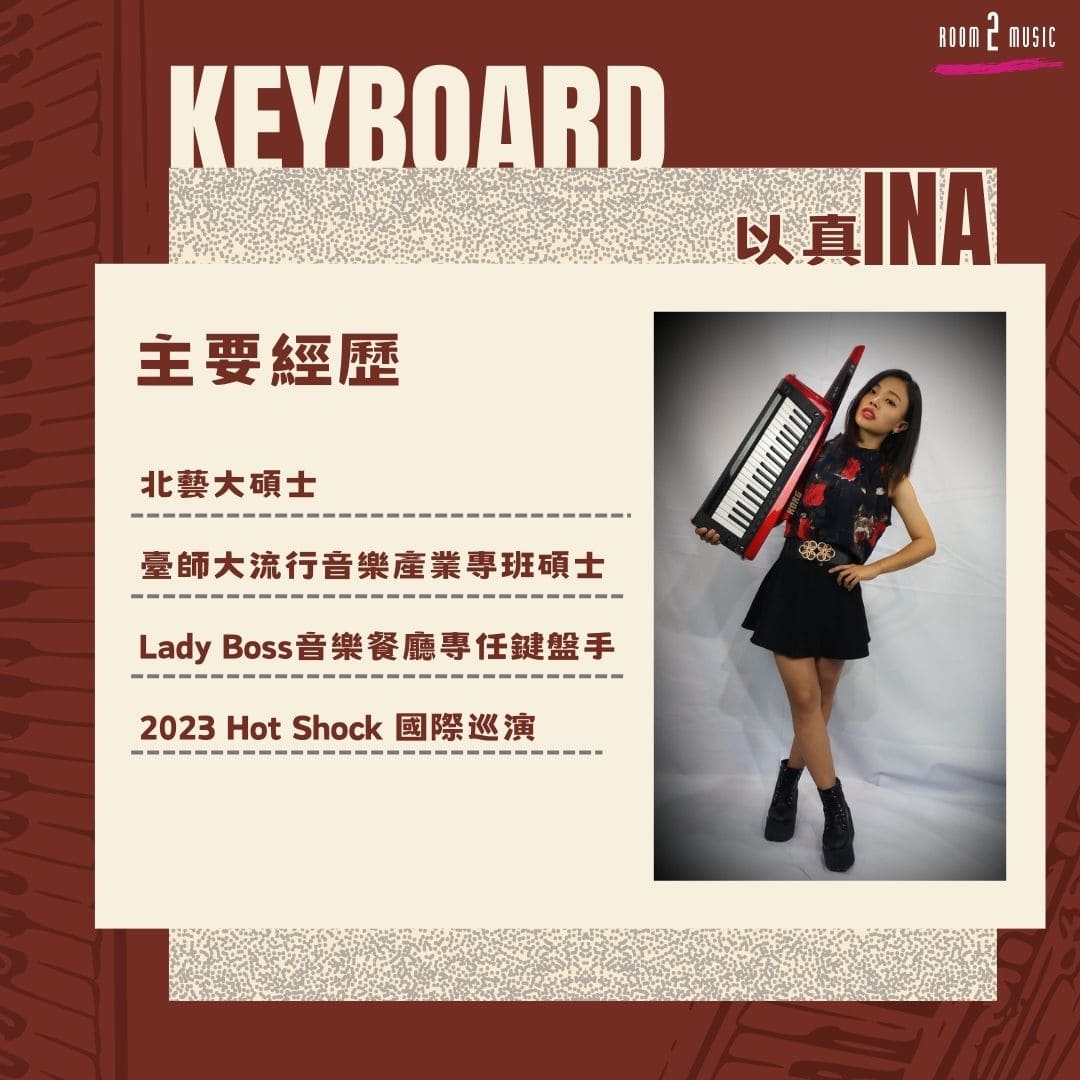 ROOM 2 MUSIC
KEYBOARD
以真INA
主要經歷
北藝大碩士
臺師大流行音樂產業專班碩士
Lady Boss音樂餐廳專任鍵盤手
2023 Hot Shock 國際巡演
KORG